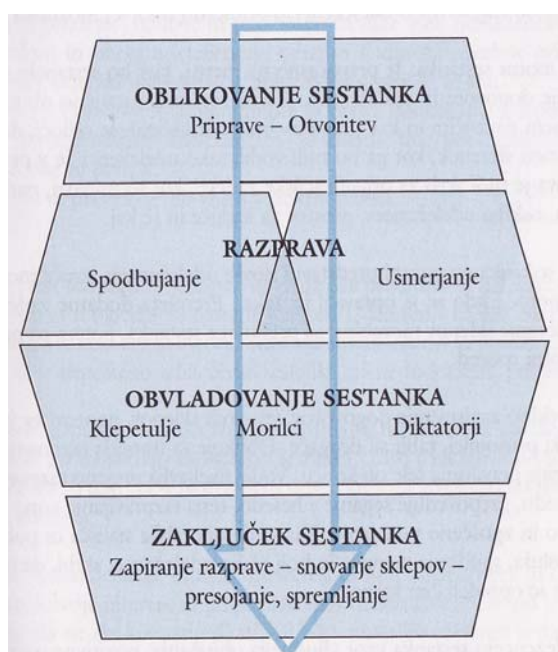 OBLIKOVANJE SESTANKA
Priprave – Otvoritev
RAZPRAVA
Spodbujanje Usmerjanje
OBVLADOVANJE SESTANKA
Klepetulje Morilci Diktatorji
ZAKLJUČEK SESTANKA
Zapiranje razprave – snovanje sklepov –
presojanje, spremljanje